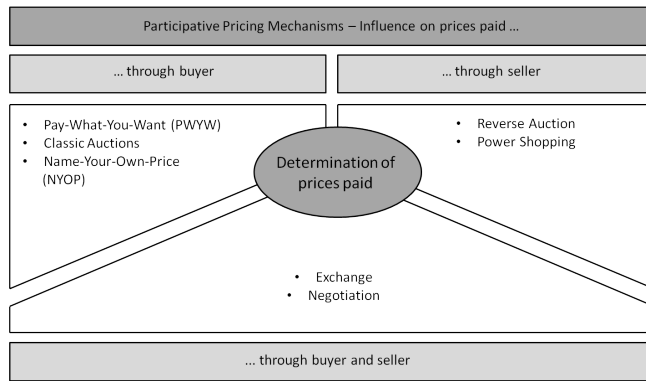 Participative Pricing Mechanisms – Influence on prices paid ...
... through buyer
... through seller
• Pay-What-You-Want (PWYW)
• Classic Auctions
• Name-Your-Own-Price
(NYOP)
• Reverse Auction
• Power Shopping
Determination of
prices paid
• Exchange
• Negotiation
... through buyer and seller